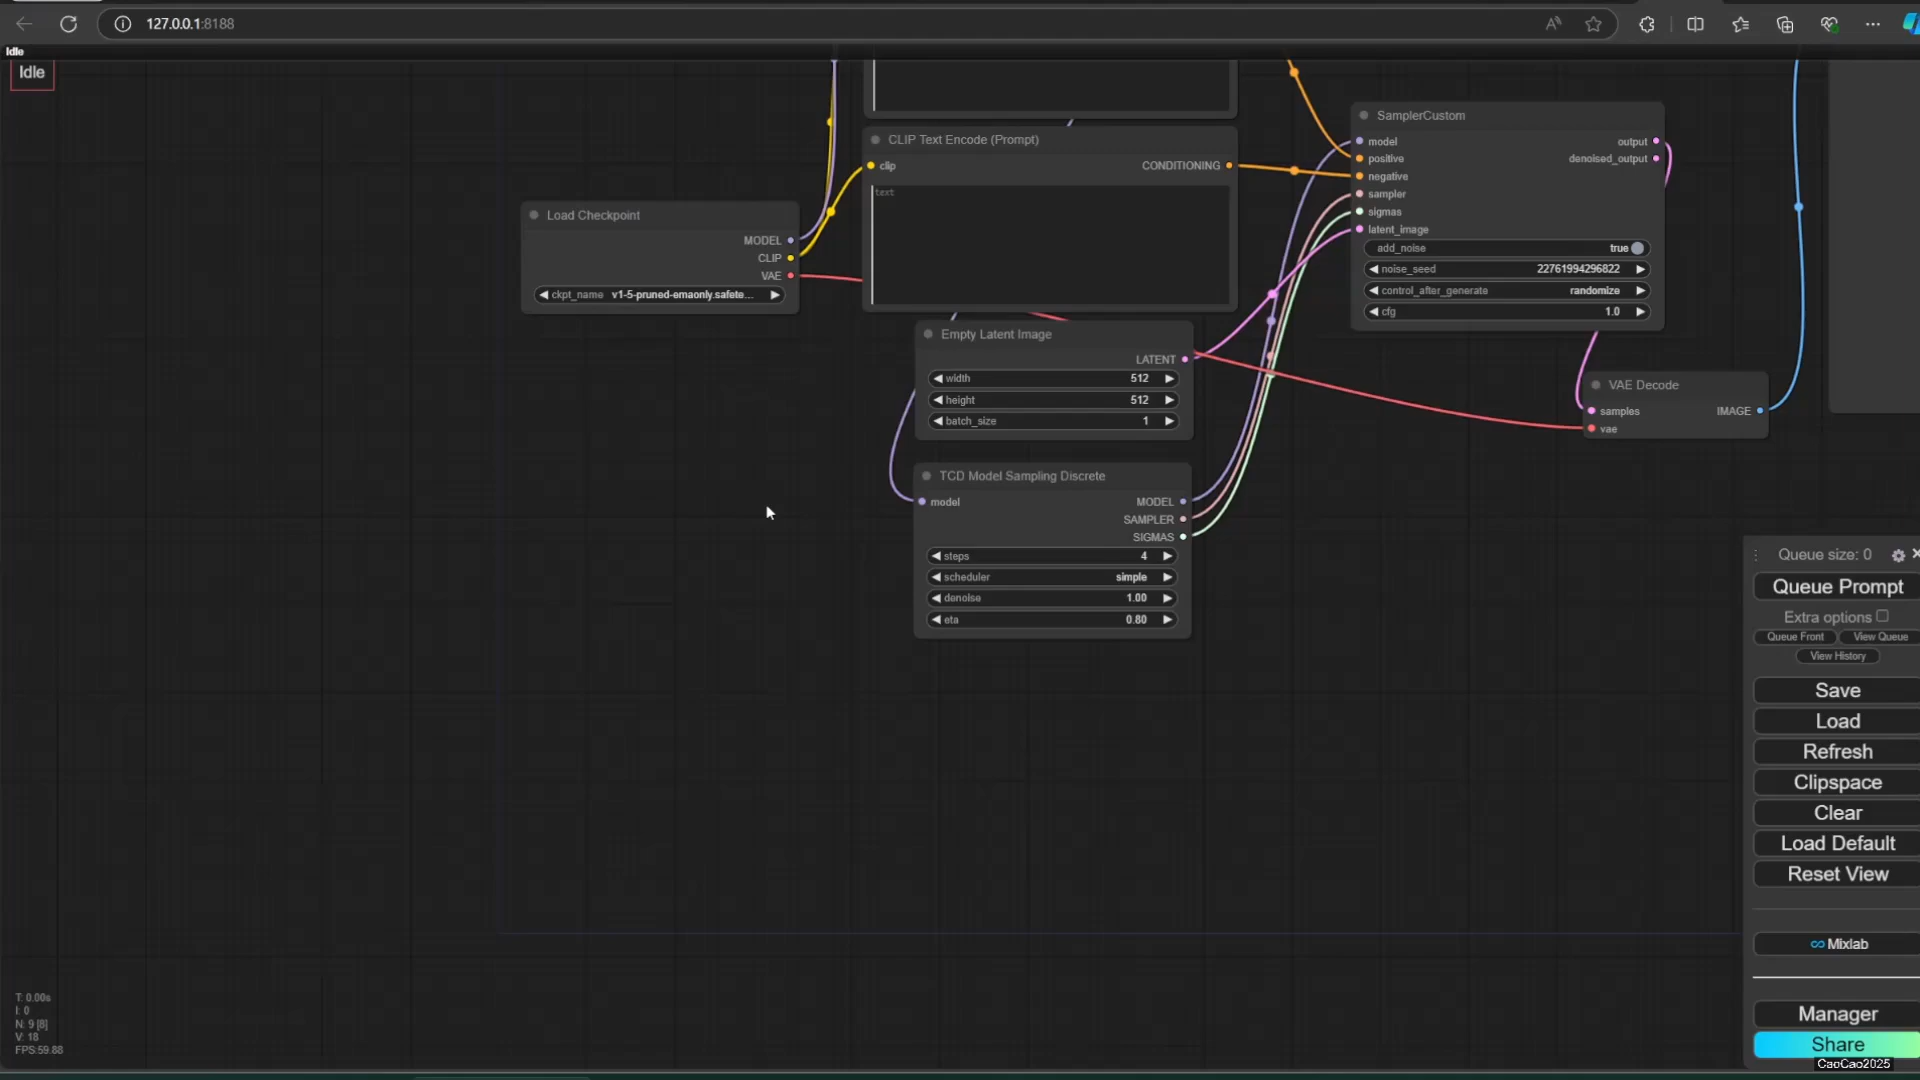 127.0.0.1:8188
Idle
Idle
CLIP Text Encode (Prompt)
clip
CONDITIONING
text
Load Checkpoint
MODEL
CLIP
VAE
ckpt_name v1-5-pruned-emaonly.safete...
Empty Latent Image
LATENT
width 512
height 512
batch_size 1
TCD Model Sampling Discrete
model MODEL
SAMPLER
SIGMAS
steps 4
scheduler simple
denoise 1.00
eta 0.80
SamplerCustom
model output
positive denoised_output
negative
sampler
sigmas
latent_image
add_noise true
noise_seed 22761994296822
control_after_generate randomize
cfg 1.0
VAE Decode
samples IMAGE
vae
Queue size: 0
Queue Prompt
Extra options
Queue Front View Queue
View History
Save
Load
Refresh
Clipspace
Clear
Load Default
Reset View
Mixlab
Manager
Share
CaoCao2025
T: 0.00s
I: 0
N: 9 [8]
V: 18
FPS:59.88